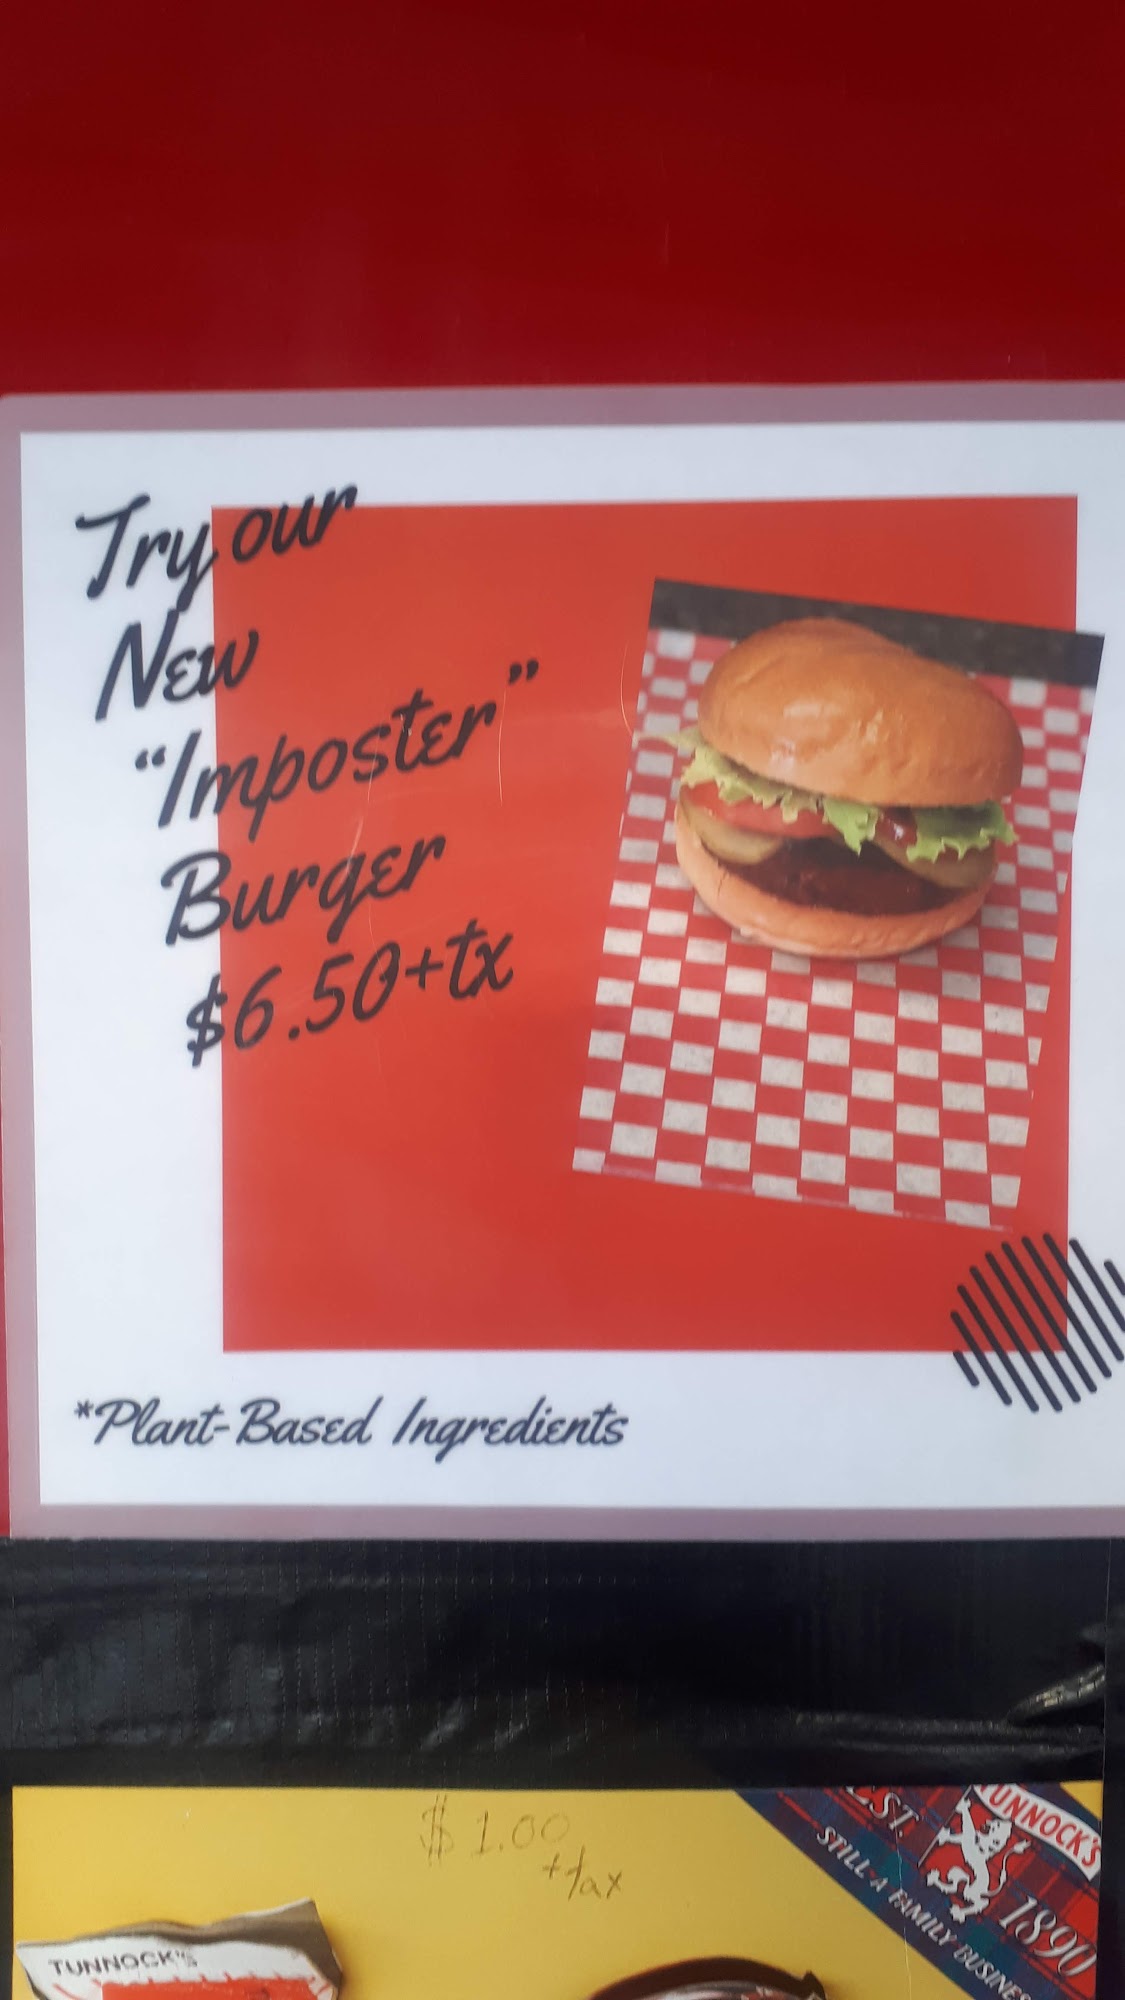 Try our
New
“Imposter”
Burger
$6.50+tx
*Plant-Based Ingredients
$1.00
+tax
EST. 1890
TUNNOCK'S
STILL A FAMILY BUSINESS
TUNNOCK'S